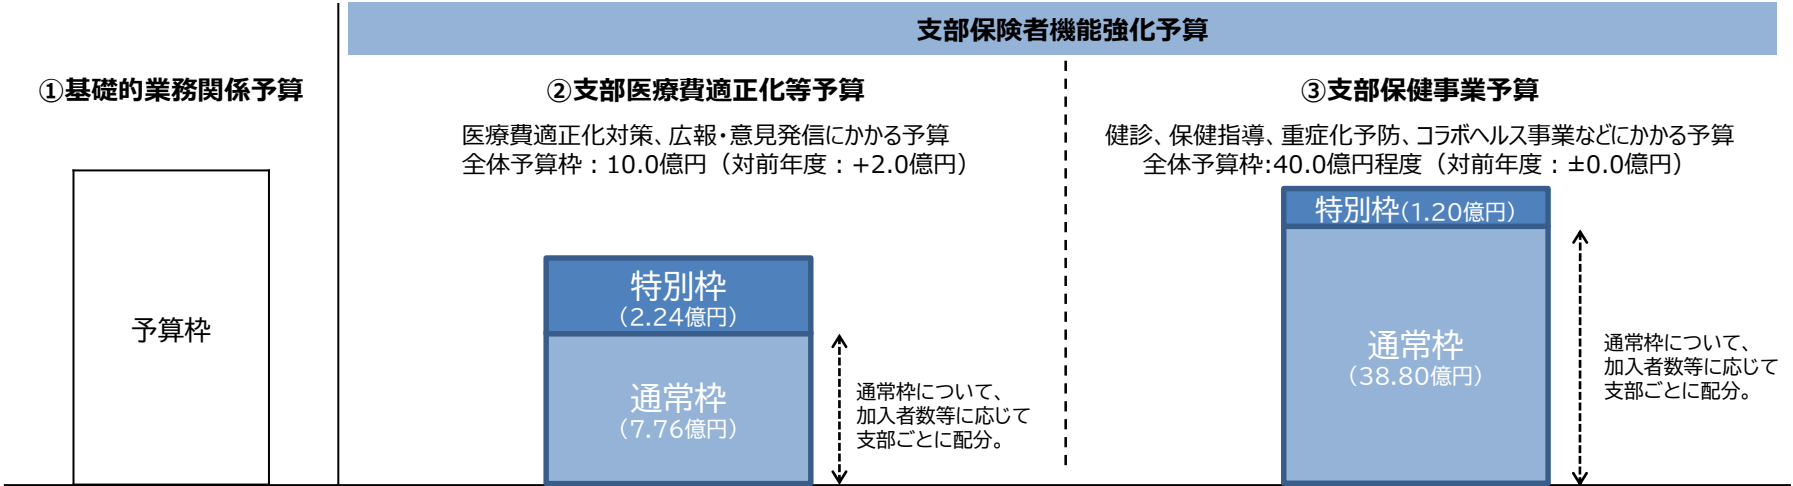 支部保険者機能強化予算
①基礎的業務関係予算
予算枠
②支部医療費適正化等予算
医療費適正化対策、広報・意見発信にかかる予算
全体予算枠：10.0億円（対前年度：+2.0億円）
特別枠
（2.24億円）
通常枠
（7.76億円）
通常枠について、
加入者数等に応じて
支部ごとに配分。
③支部保健事業予算
健診、保健指導、重症化予防、コラボヘルス事業などにかかる予算
全体予算枠:40.0億円程度（対前年度：±0.0億円）
特別枠（1.20億円）
通常枠
（38.80億円）
通常枠について、
加入者数等に応じて
支部ごとに配分。